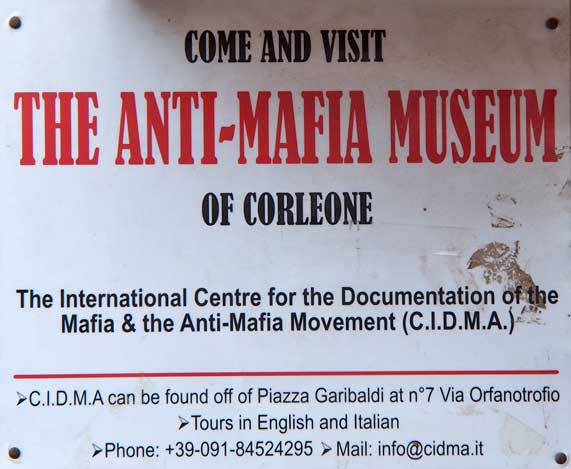 COME AND VISIT
THE ANTI-MAFIA MUSEUM
OF CORLEONE
The International Centre for the Documentation of the
Mafia & the Anti-Mafia Movement (C.I.D.M.A.)
➢C.I.D.M.A can be found off of Piazza Garibaldi at n°7 Via Orfanotrofio
➢Tours in English and Italian
➢Phone: +39-091-84524295 ➢Mail: info@cidma.it